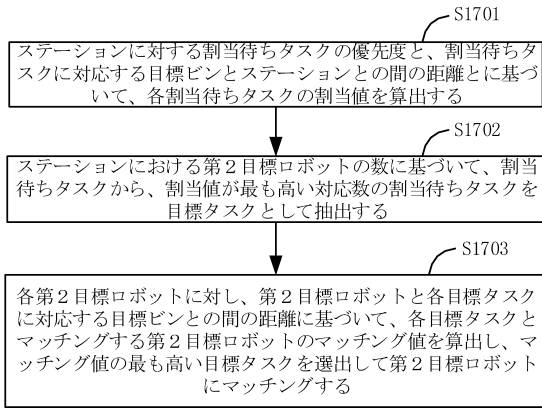 S1701
ステーションに対する割当待ちタスクの優先度と、割当待ちタ
スクに対応する目標ビンとステーションとの間の距離とに基づ
いて、各割当待ちタスクの割当値を算出する
S1702
ステーションにおける第２目標ロボットの数に基づいて、割当
待ちタスクから、割当値が最も高い対応数の割当待ちタスクを
目標タスクとして抽出する
S1703
各第２目標ロボットに対し、第２目標ロボットと各目標タスク
に対応する目標ビンとの間の距離に基づいて、各目標タスクと
マッチングする第２目標ロボットのマッチング値を算出し、マ
ッチング値の最も高い目標タスクを選出して第２目標ロボット
にマッチングする